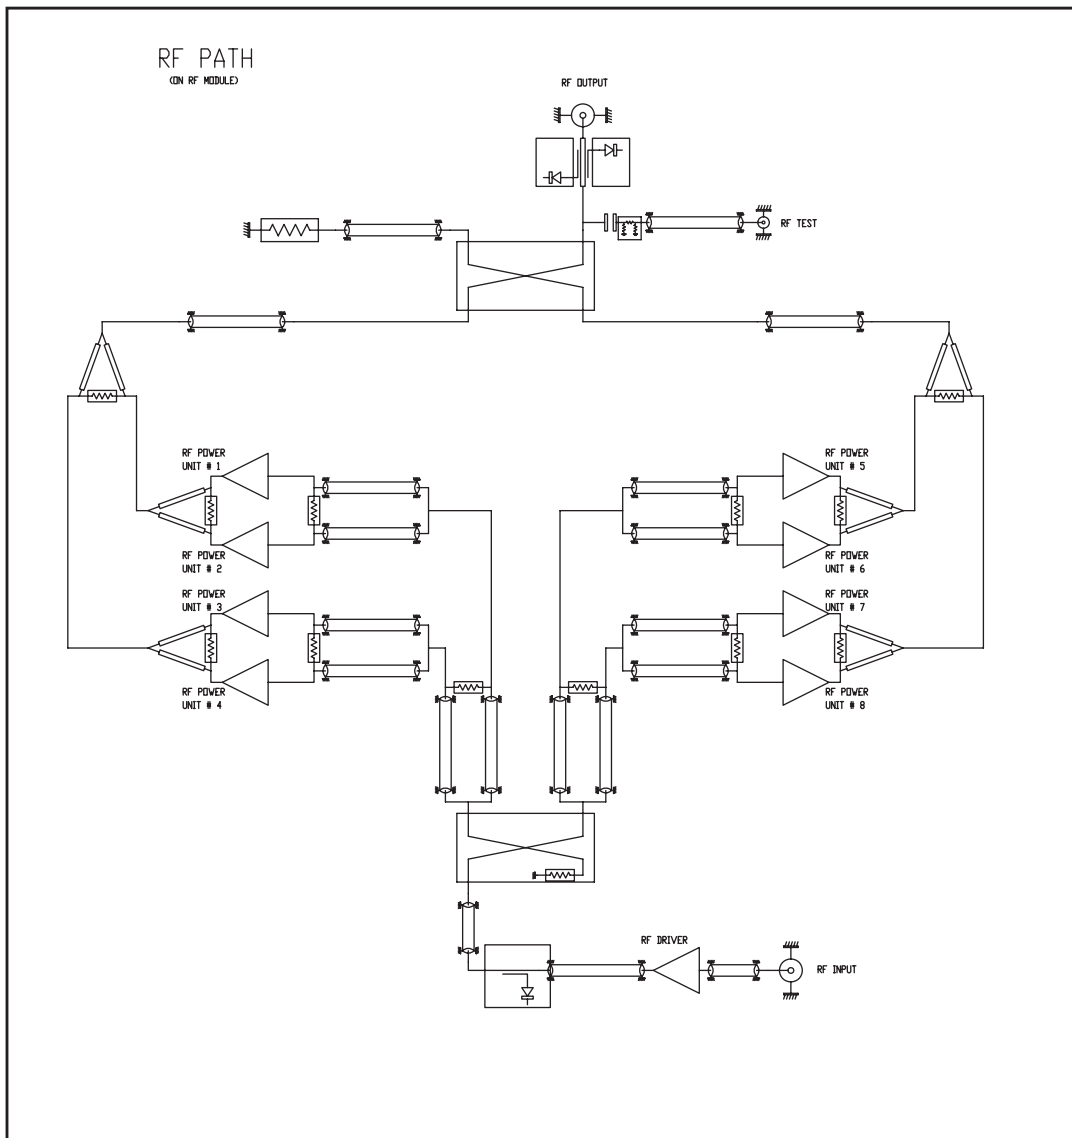 RF PATH
(ON RF MODULE)
RF OUTPUT
RF TEST
RF POWER
UNIT # 1
RF POWER
UNIT # 5
RF POWER
UNIT # 2
RF POWER
UNIT # 6
RF POWER
UNIT # 3
RF POWER
UNIT # 7
RF POWER
UNIT # 4
RF POWER
UNIT # 8
RF DRIVER
RF INPUT